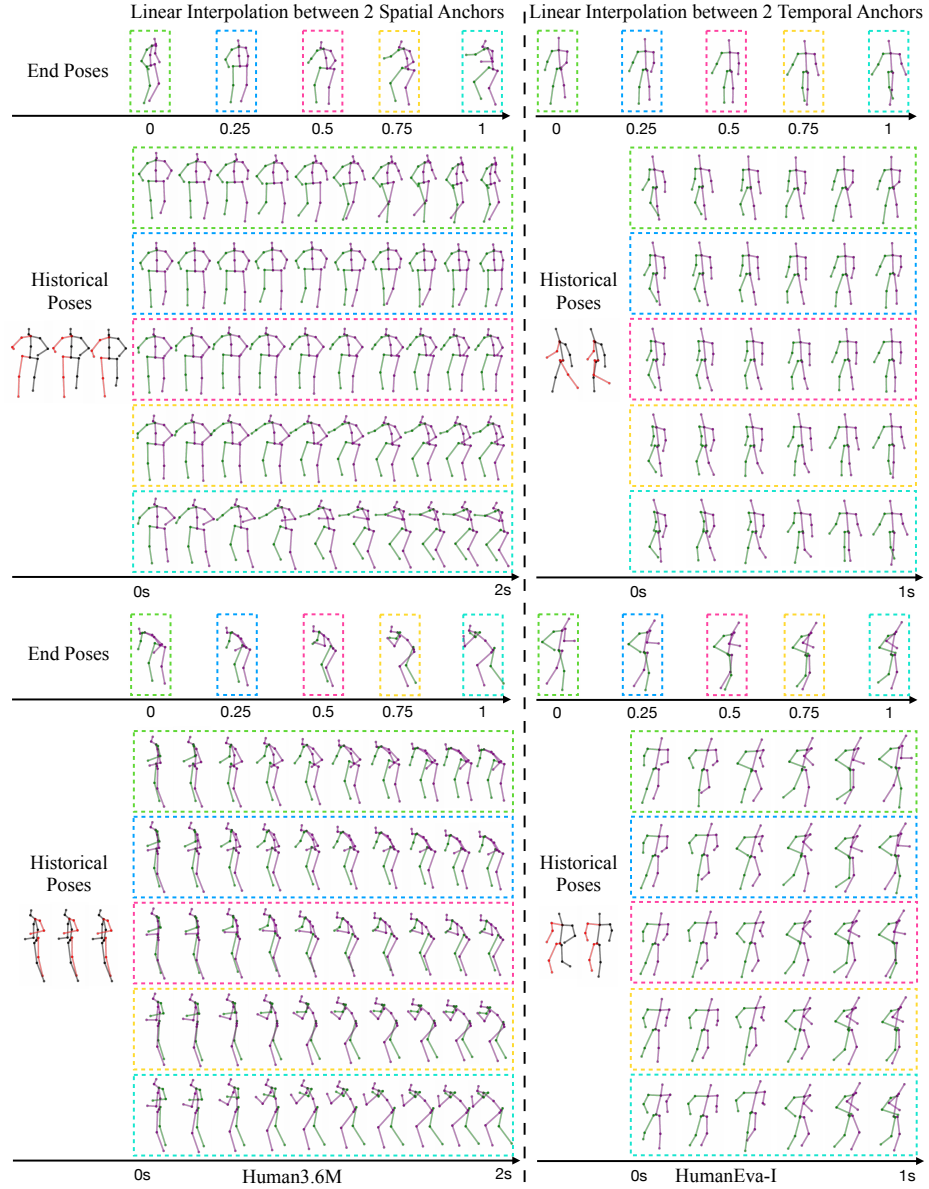 Linear Interpolation between 2 Spatial Anchors
Linear Interpolation between 2 Temporal Anchors
End Poses
0 0.25 0.5 0.75 1
0 0.25 0.5 0.75 1
Historical
Poses
Historical
Poses
0s 2s
0s 1s
End Poses
0 0.25 0.5 0.75 1
0 0.25 0.5 0.75 1
Historical
Poses
Historical
Poses
0s Human3.6M 2s
0s HumanEva-I 1s